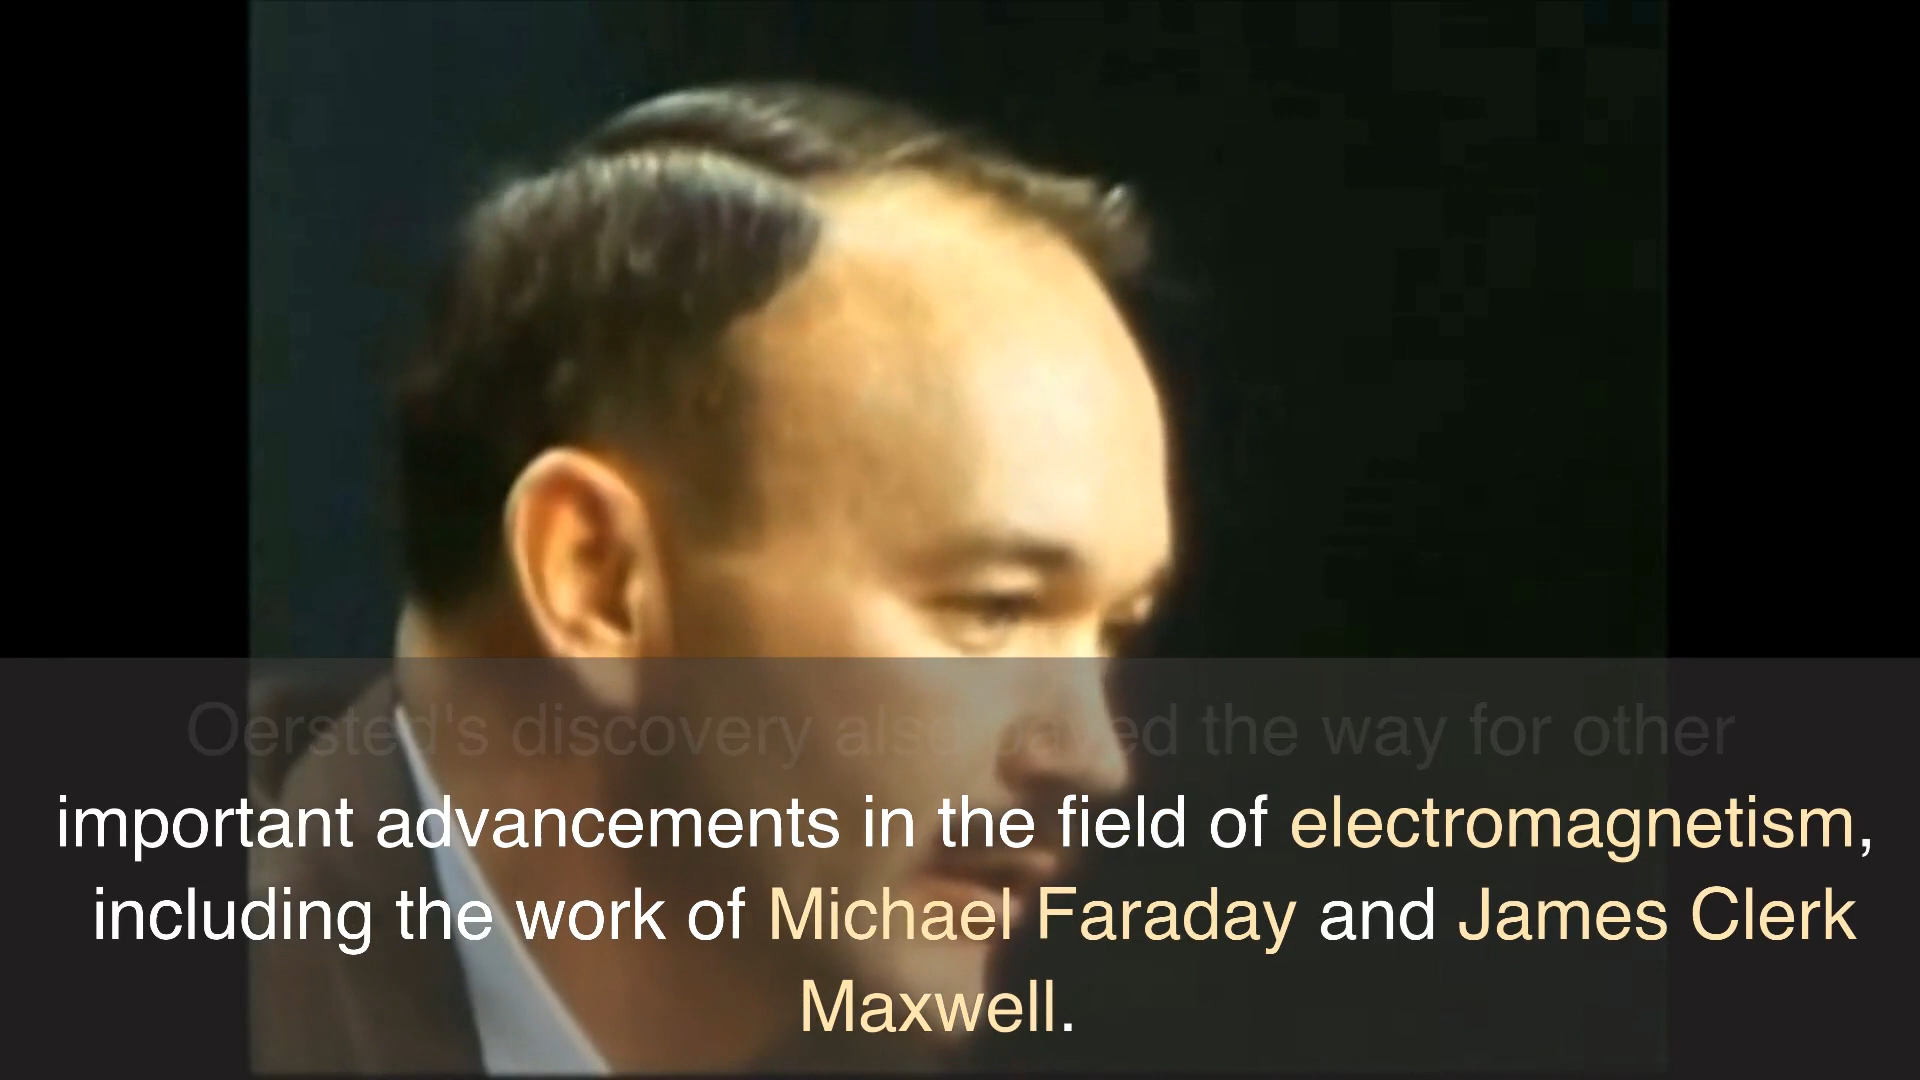 Oersted's discovery also paved the way for other
important advancements in the field of electromagnetism,
including the work of Michael Faraday and James Clerk
Maxwell.